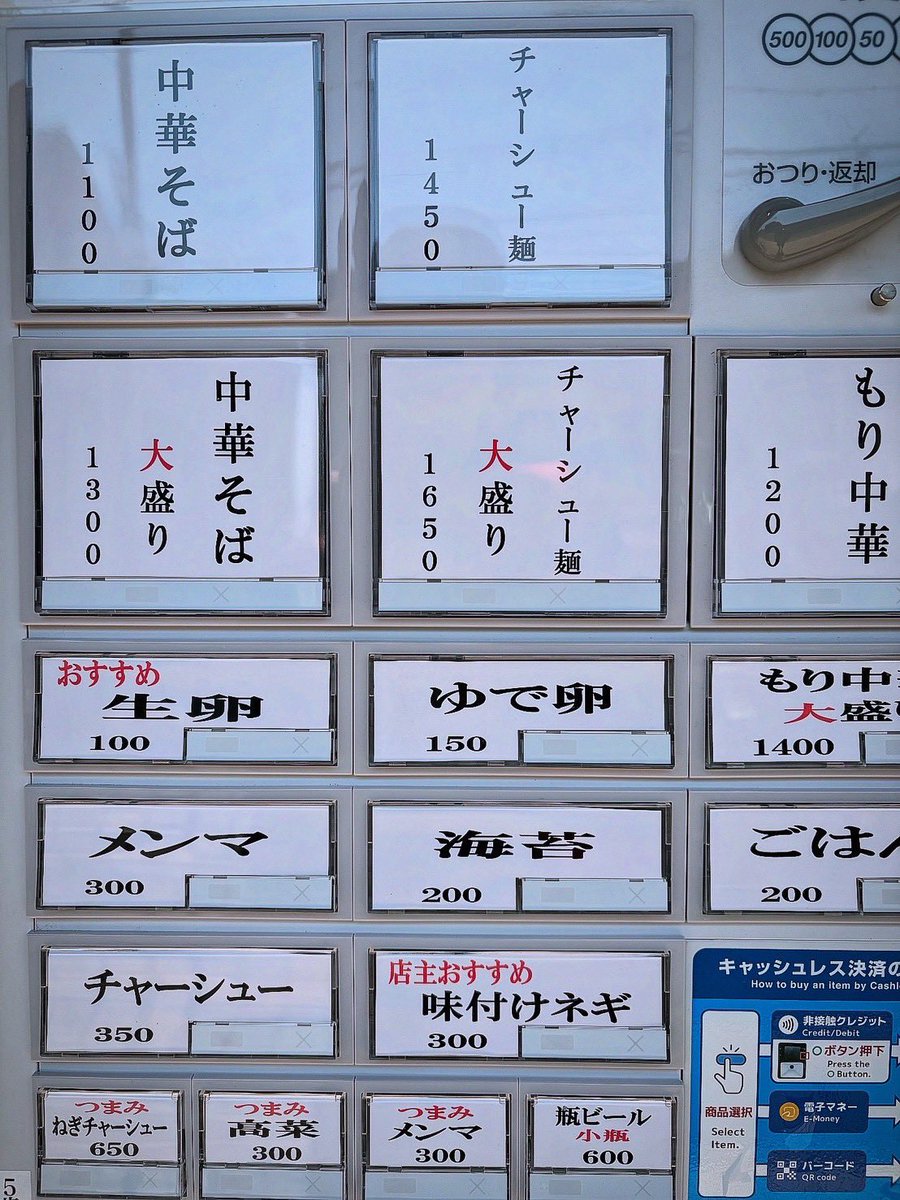 中華そば
1100
チャーシュー麺
1450
500 100 50
おつり・返却
中華そば
大盛り
1300
チャーシュー麺
大盛り
1650
もり中華
1200
おすすめ
生卵
100
ゆで卵
150
もり中
大盛
1400
メンマ
300
海苔
200
ごはん
200
チャーシュー
350
店主おすすめ
味付けネギ
300
キャッシュレス決済の
How to buy an item by Cashl
非接触クレジット
Credit/Debit
○ボタン押下
Press the
○ Button.
商品選択
Select
Item.
電子マネー
E-Money
バーコード
QR code
つまみ
ねぎチャーシュー
650
つまみ
高菜
300
つまみ
メンマ
300
瓶ビール
小瓶
600
5